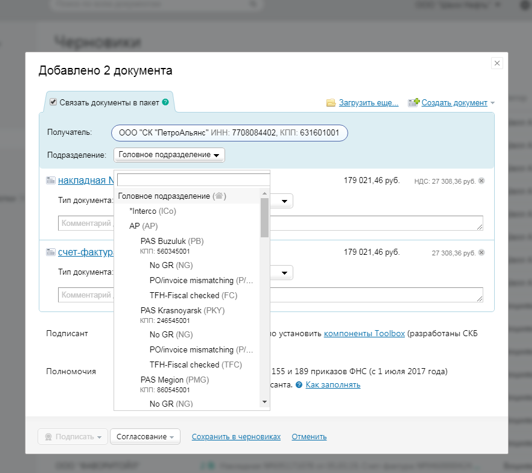 Черновики
Добавлено 2 документа
Связать документы в пакет
Загрузить еще...
Создать документ
Получатель:
ООО "СК "ПетроАльянс" ИНН: 7708084402, КПП: 631601001
Подразделение:
Головное подразделение
накладная №
179 021,46 руб.
НДС: 27 308,36 руб.
Тип документа:
Комментарий
счет-фактур
179 021,46 руб.
27 308,36 руб.
Тип документа:
Комментарий
Головное подразделение
"Interco (ICo)
AP (AP)
PAS Buzuluk (PB)
КПП: 560345001
No GR (NG)
PO/invoice mismatching (P/...
TFH-Fiscal checked (FC)
PAS Krasnoyarsk (PKY)
КПП: 246545001
No GR (NG)
PO/invoice mismatching (P/...
TFH-Fiscal checked (TFC)
PAS Megion (PMG)
КПП: 860545001
No GR (NG)
Подписант
о установить компоненты Toolbox (разработаны СКБ
Полномочия
155 и 189 приказов ФНС (с 1 июля 2017 года)
санта. Как заполнять
Подписать
Согласование
Сохранить в черновиках
Отменить